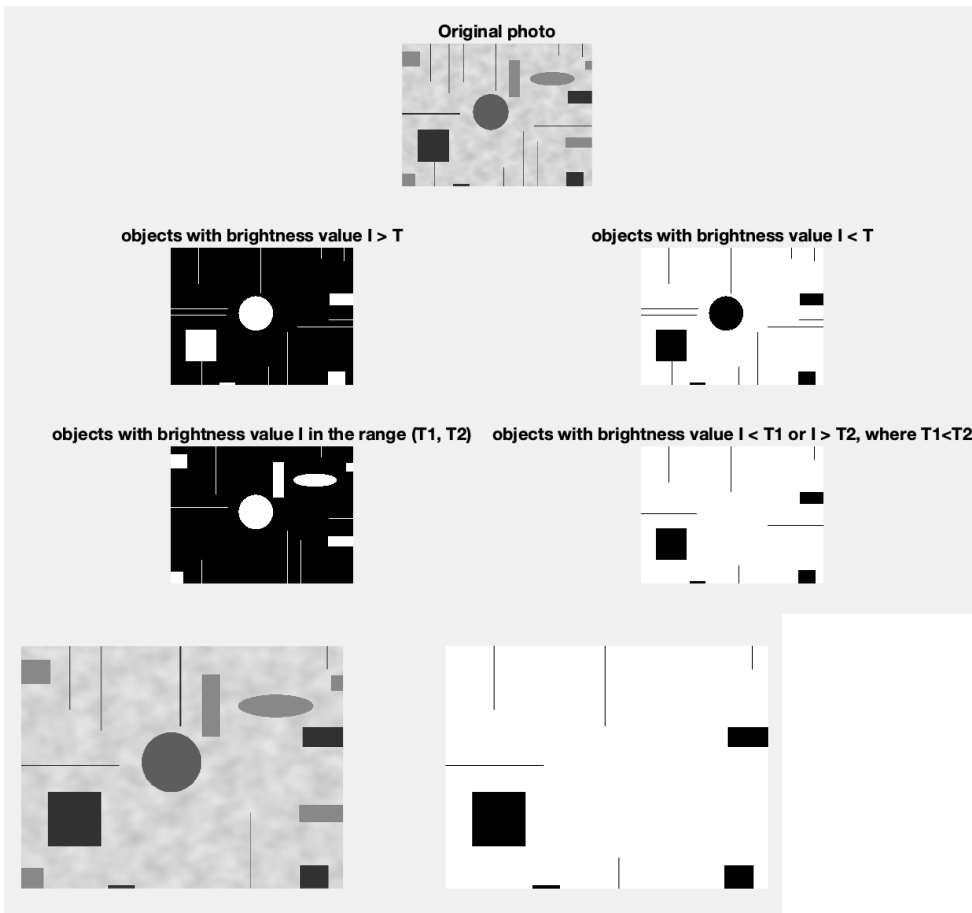 Original photo
objects with brightness value I > T
objects with brightness value I < T
objects with brightness value I in the range (T1, T2)
objects with brightness value I < T1 or I > T2, where T1<T2